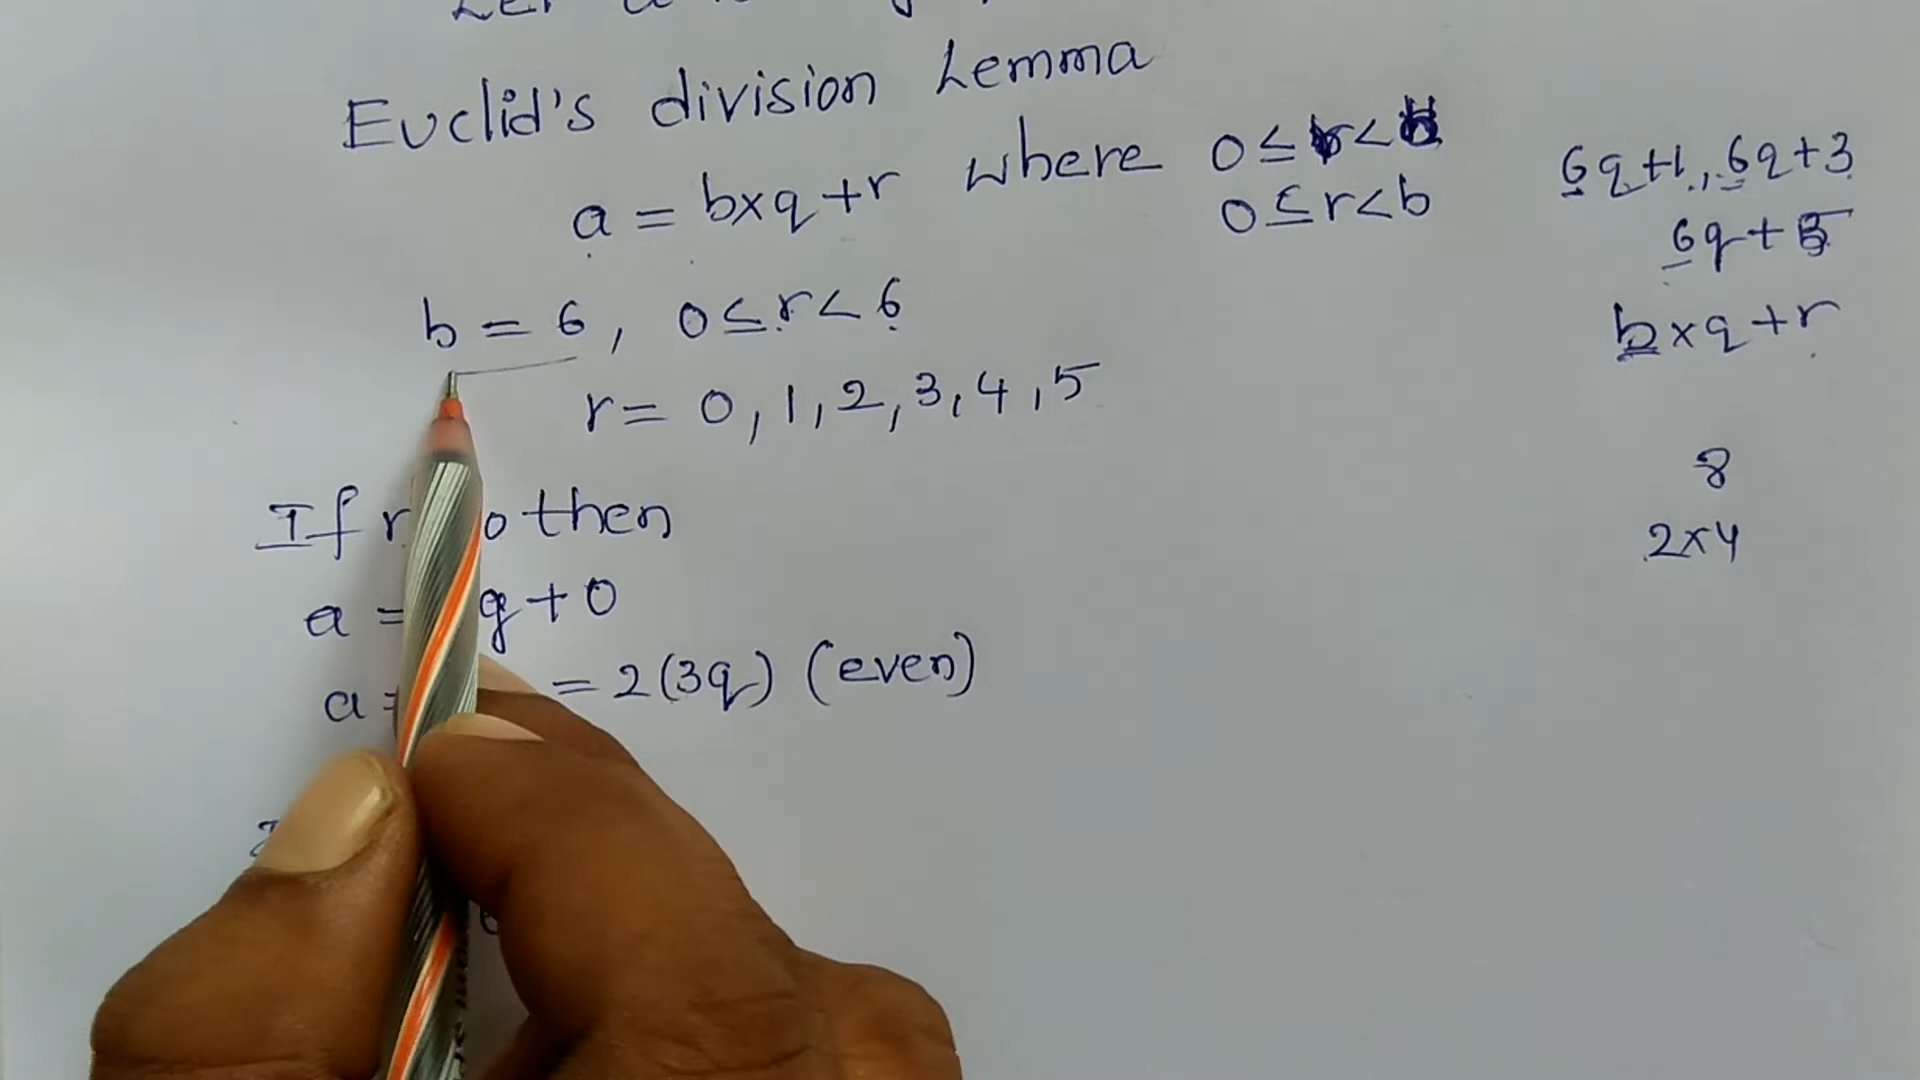 Euclid's division Lemma
a = b×q+r where 0≤r<b
0≤r<b
6q+1, 6q+3
6q+5
b×q+r
b = 6, 0≤r<6
r = 0, 1, 2, 3, 4, 5
8
2×4
If r 0 then
a = q+0
a = = 2(3q) (even)